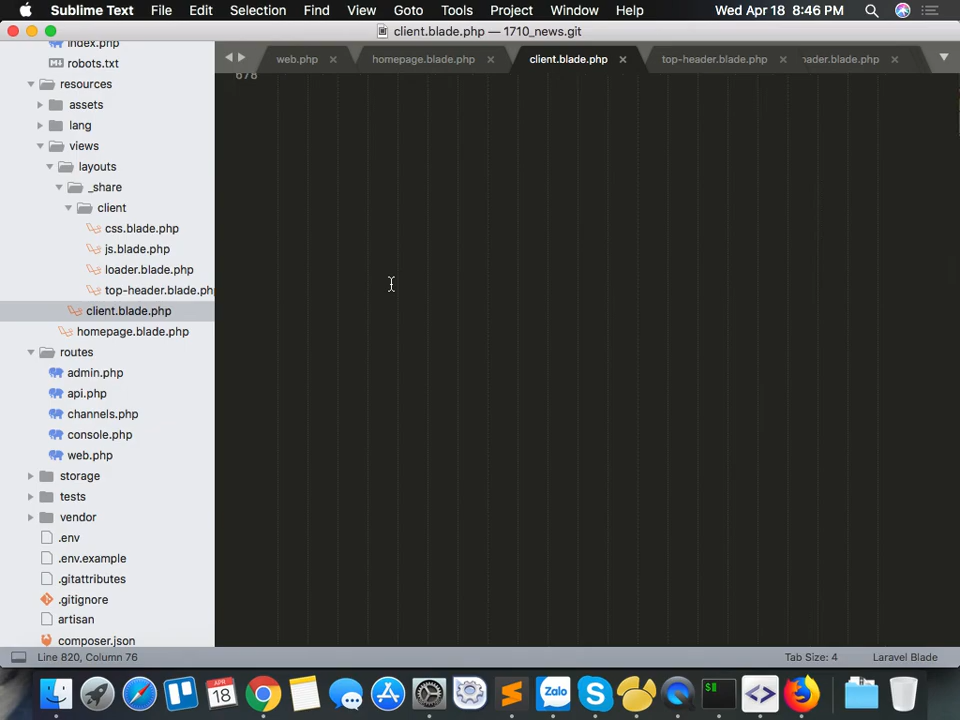 Sublime Text File Edit Selection Find Goto Tools Project Window Help Wed Apr 18 8:46 PM
client.blade.php — 1710_news.git
index.php
robots.txt
resources
assets
lang
views
layouts
_share
client
css.blade.php
js.blade.php
loader.blade.php
top-header.blade.ph
client.blade.php
homepage.blade.php
routes
admin.php
api.php
channels.php
console.php
web.php
storage
tests
vendor
.env
.env.example
.gitattributes
.gitignore
artisan
composer.json
web.php homepage.blade.php client.blade.php top-header.blade.php ader.blade.php
678
Line 820, Column 76 Tab Size: 4 Laravel Blade
APR
18
Zalo